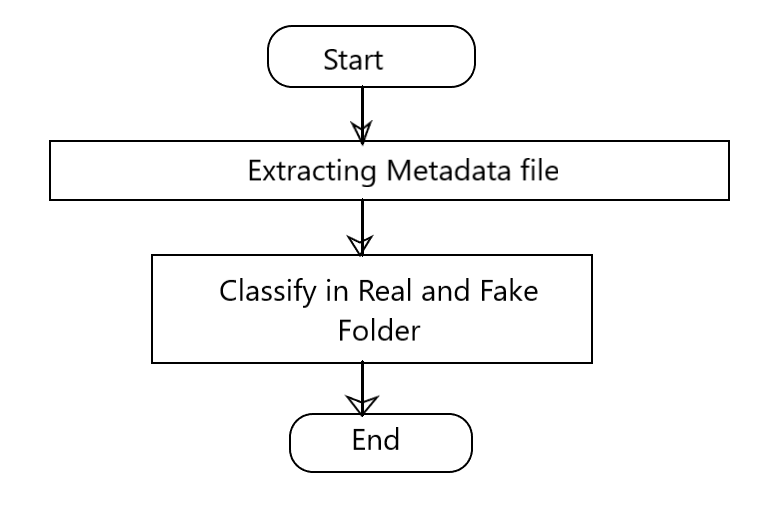 Start
Extracting Metadata file
Classify in Real and Fake
Folder
End